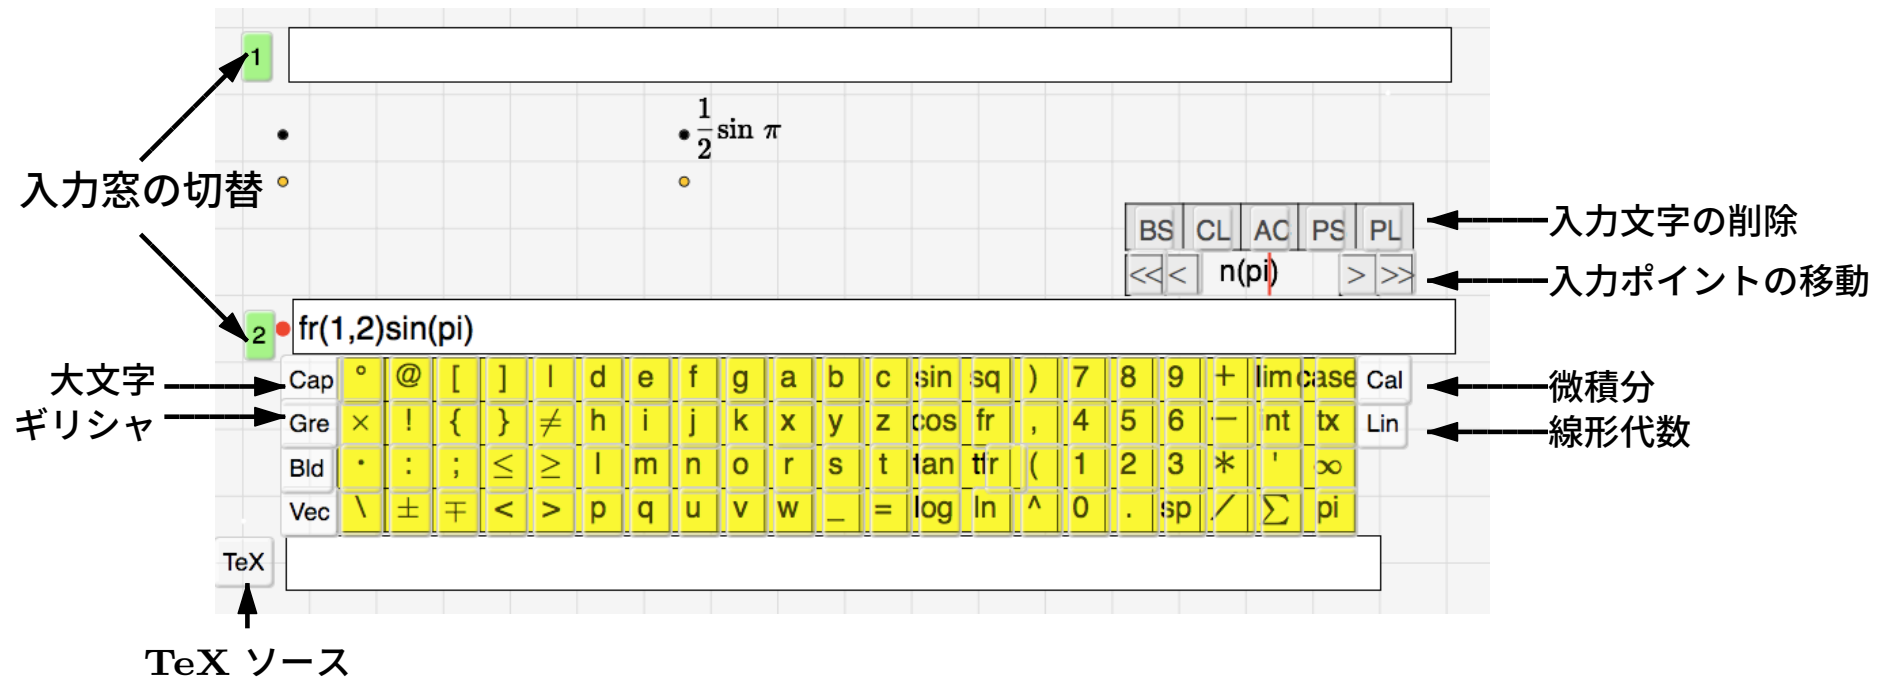 1
1/2 sin π
入力窓の切替
BS CL AC PS PL
入力文字の削除
<< < n(pi) > >>
入力ポイントの移動
2 fr(1,2)sin(pi)
大文字
Cap ° @ [ ] | d e f g a b c sin sq ) 7 8 9 + lim case Cal
微積分
ギリシャ
Gre × ! { } ≠ h i j k x y z cos fr , 4 5 6 − int tx Lin
線形代数
Bld · : ; ≤ ≥ l m n o r s t tan tfr ( 1 2 3 * ' ∞
Vec \ ± ∓ < > p q u v w _ = log ln ^ 0 . sp / ∑ pi
TeX
TeX ソース